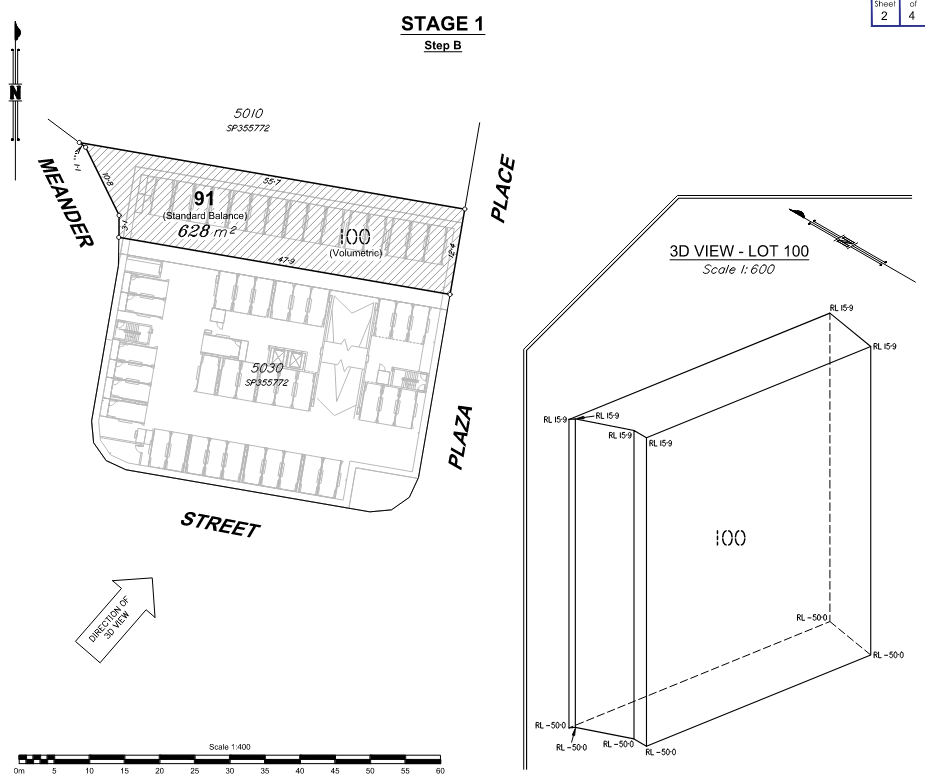 Sheet of
2 4
STAGE 1
Step B
N
5010
SP355772
MEANDER
PLACE
1·1
10·8
55·7
91
(Standard Balance)
628 m²
100
(Volumetric)
3·1
12·4
47·9
5030
SP355772
PLAZA
STREET
DIRECTION OF
3D VIEW
Scale 1:400
0m 5 10 15 20 25 30 35 40 45 50 55 60
N
3D VIEW - LOT 100
Scale 1:600
RL 15·9
RL 15·9
RL 15·9
RL 15·9
RL 15·9
RL 15·9
100
RL -50·0
RL -50·0
RL -50·0
RL -50·0
RL -50·0
RL -50·0